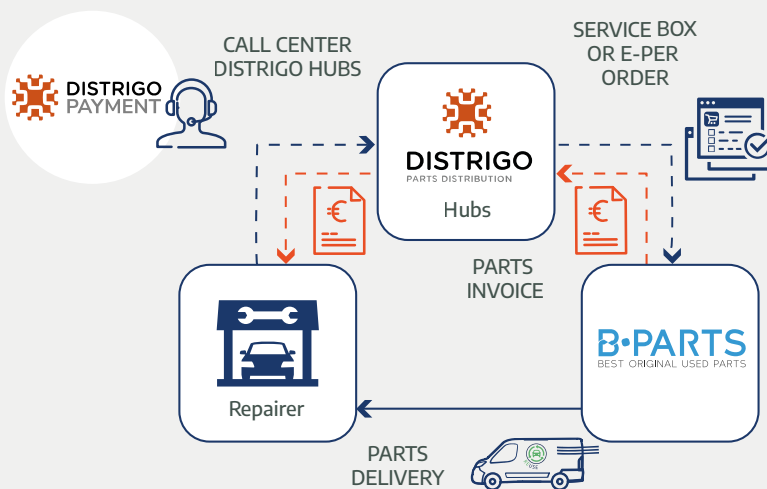 DISTRIGO
PAYMENT
CALL CENTER
DISTRIGO HUBS
SERVICE BOX
OR E-PER
ORDER
DISTRIGO
PARTS DISTRIBUTION
Hubs
€
€
PARTS
INVOICE
Repairer
B•PARTS
BEST ORIGINAL USED PARTS
PARTS
DELIVERY